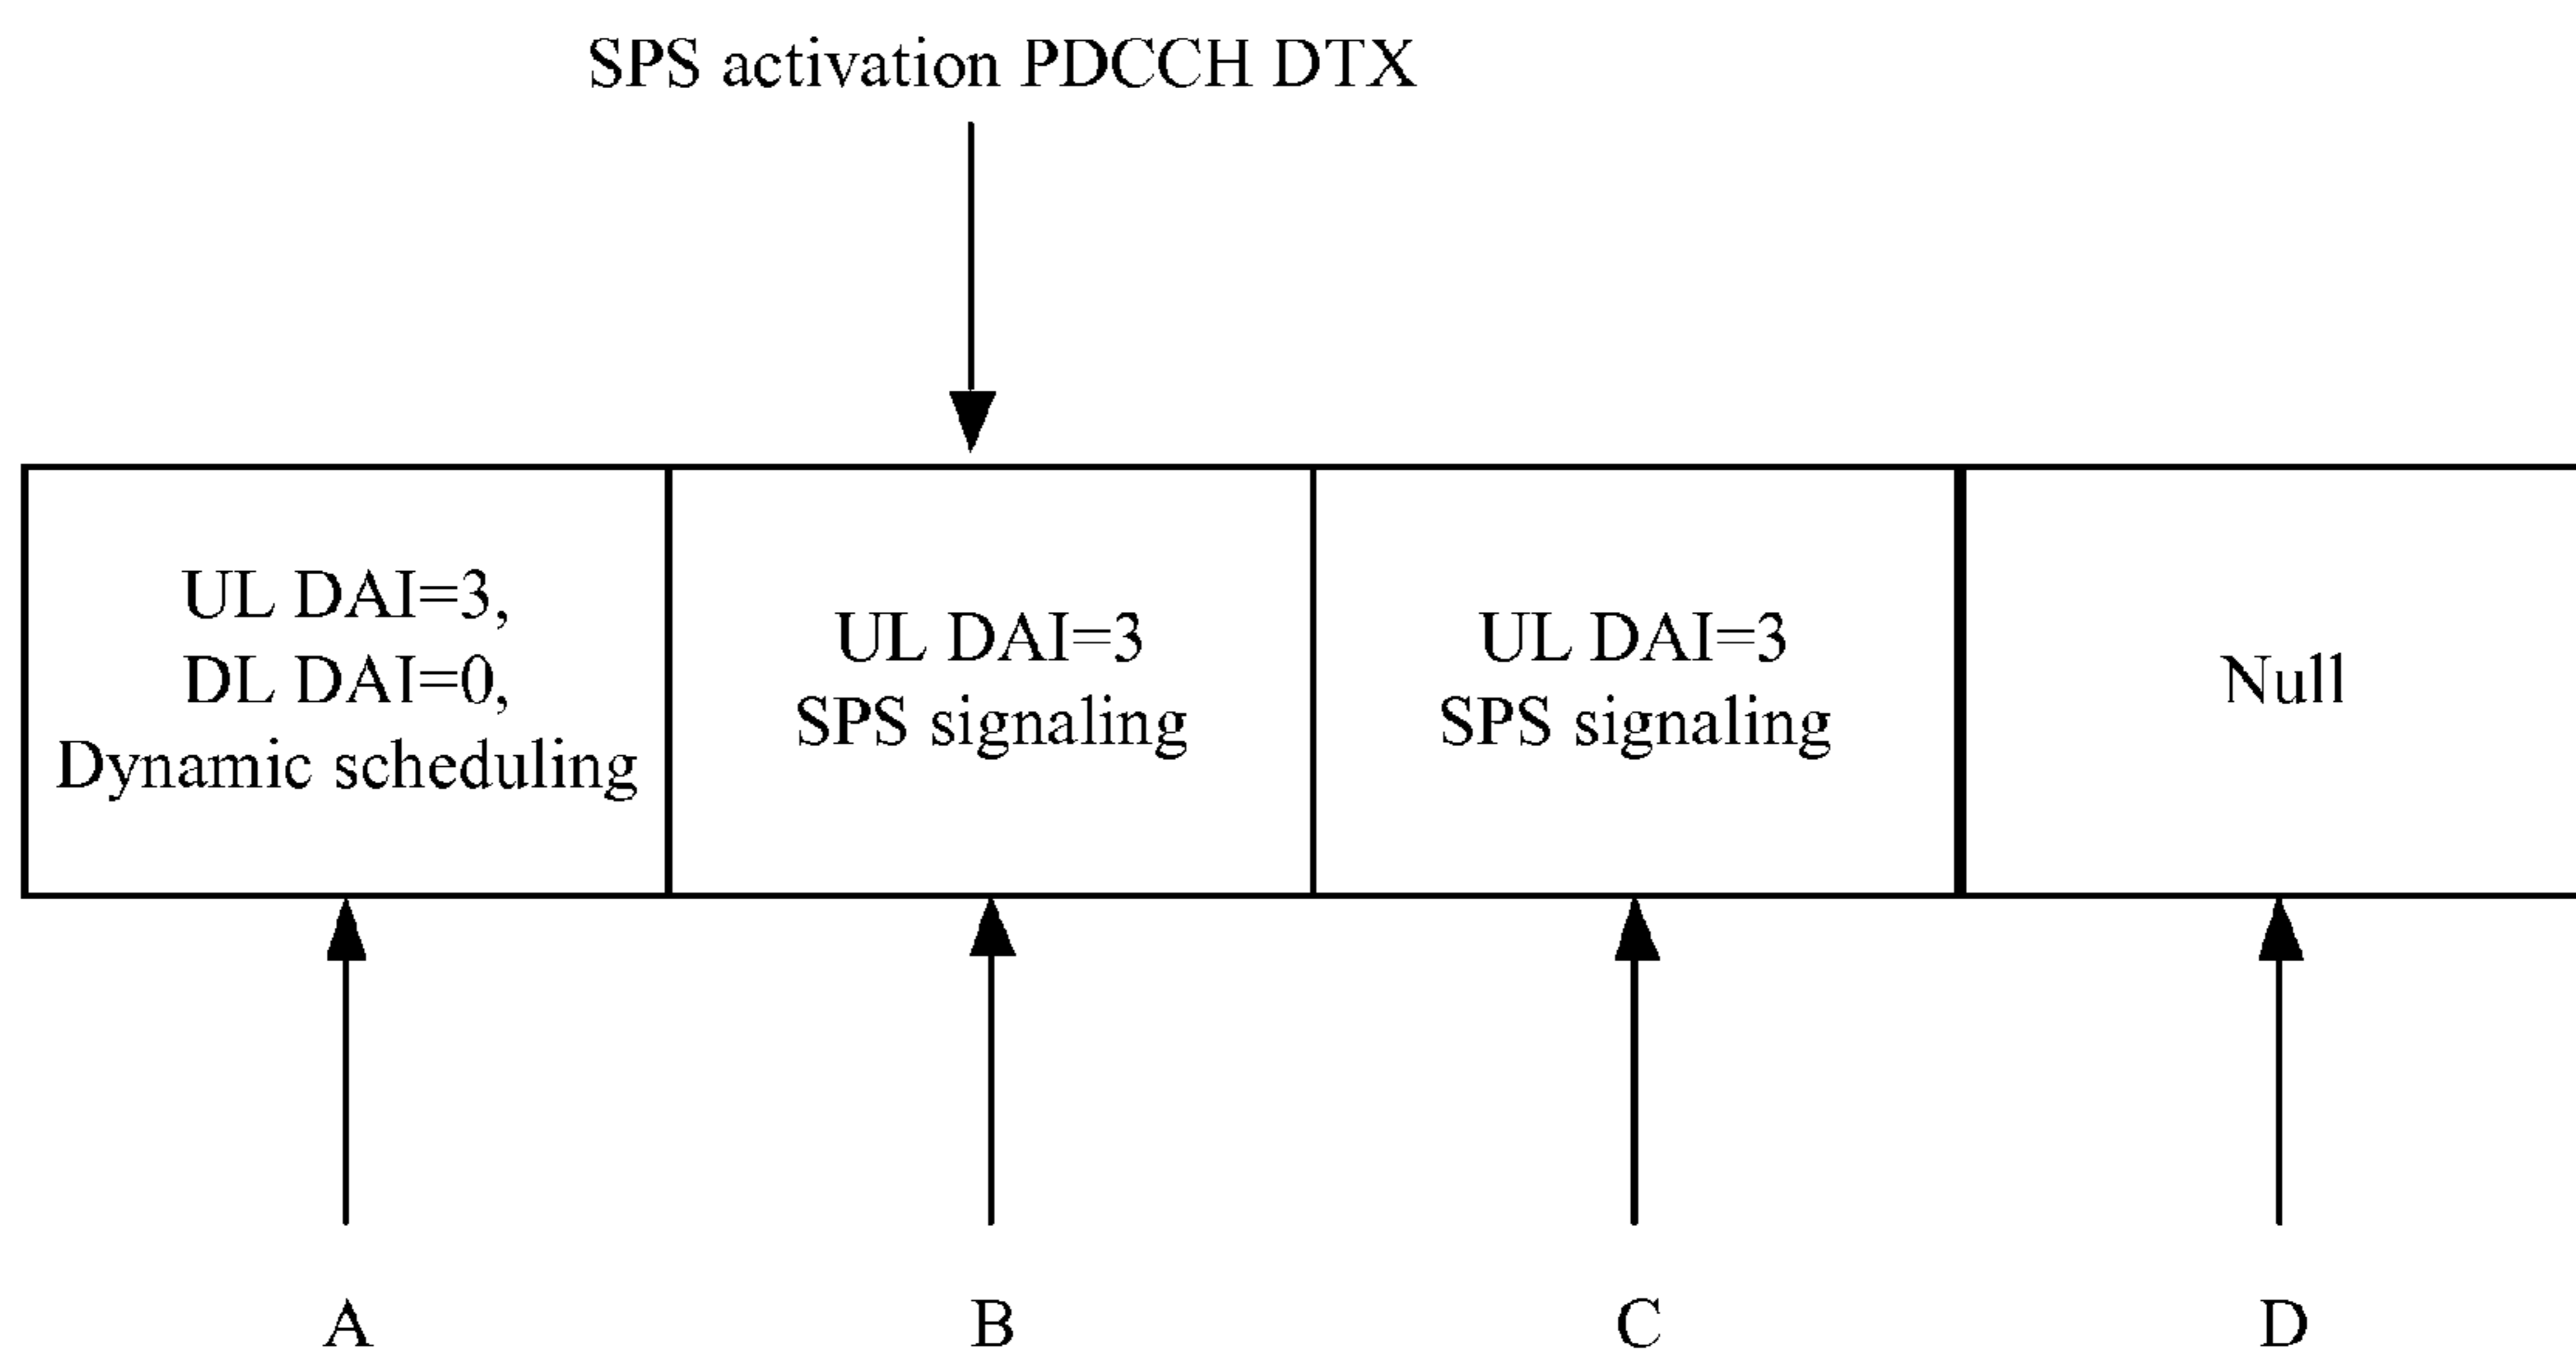 SPS activation PDCCH DTX
UL DAI=3,
DL DAI=0,
Dynamic scheduling
UL DAI=3
SPS signaling
UL DAI=3
SPS signaling
Null
A
B
C
D